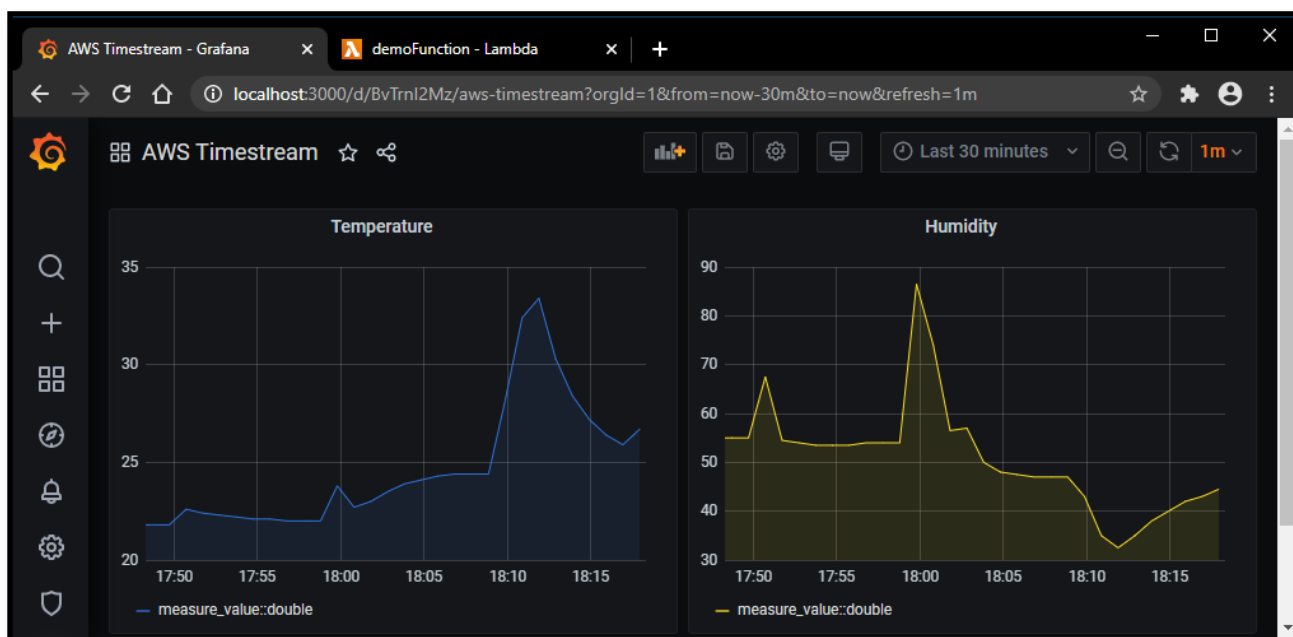 AWS Timestream - Grafana
demoFunction - Lambda
localhost:3000/d/BvTrnI2Mz/aws-timestream?orgId=1&from=now-30m&to=now&refresh=1m
AWS Timestream
Last 30 minutes
1m
Temperature
35
30
25
20
17:50 17:55 18:00 18:05 18:10 18:15
measure_value::double
Humidity
90
80
70
60
50
40
30
17:50 17:55 18:00 18:05 18:10 18:15
measure_value::double